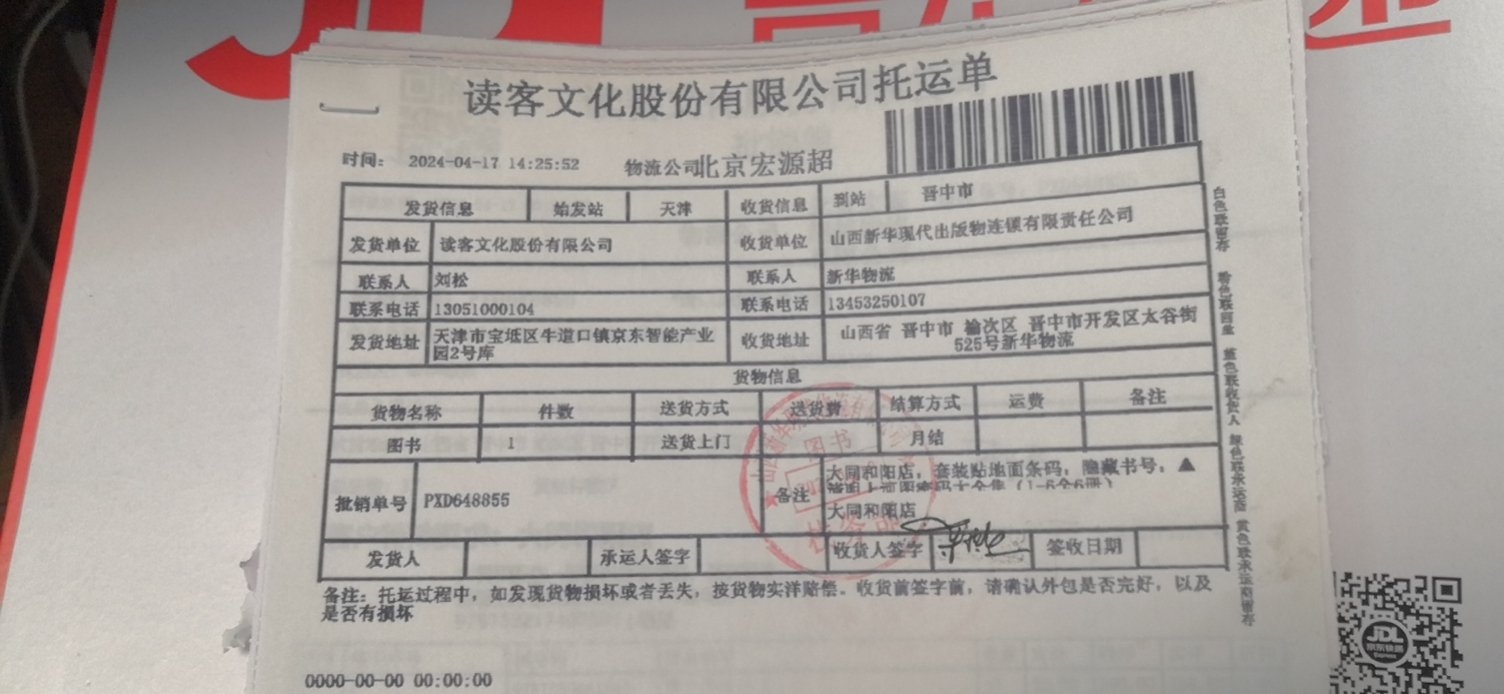 读客文化股份有限公司托运单
时间： 2024-04-17 14:25:52 物流公司北京宏源超
发货信息 始发站 天津 收货信息 到站 晋中市
发货单位 读客文化股份有限公司 收货单位 山西新华现代出版物连锁有限责任公司
联系人 刘松 联系人 新华物流
联系电话 13051000104 联系电话 13453250107
发货地址 天津市宝坻区牛道口镇京东智能产业园2号库 收货地址 山西省 晋中市 榆次区 晋中市开发区太谷街525号新华物流
货物信息
货物名称 件数 送货方式 送货费 结算方式 运费 备注
图书 1 送货上门 月结
批销单号 PXD648855 备注 大同和阳店，套装贴地面条码，隐藏书号，▲
大同和阳店
发货人 承运人签字 收货人签字 签收日期
备注：托运过程中，如发现货物损坏或者丢失，按货物实洋赔偿。收货前签字前，请确认外包是否完好，以及
是否有损坏
0000-00-00 00:00:00
白色联留存 粉色联回单 蓝色联收货人 绿色联承运商 黄色联承运商留存
图书